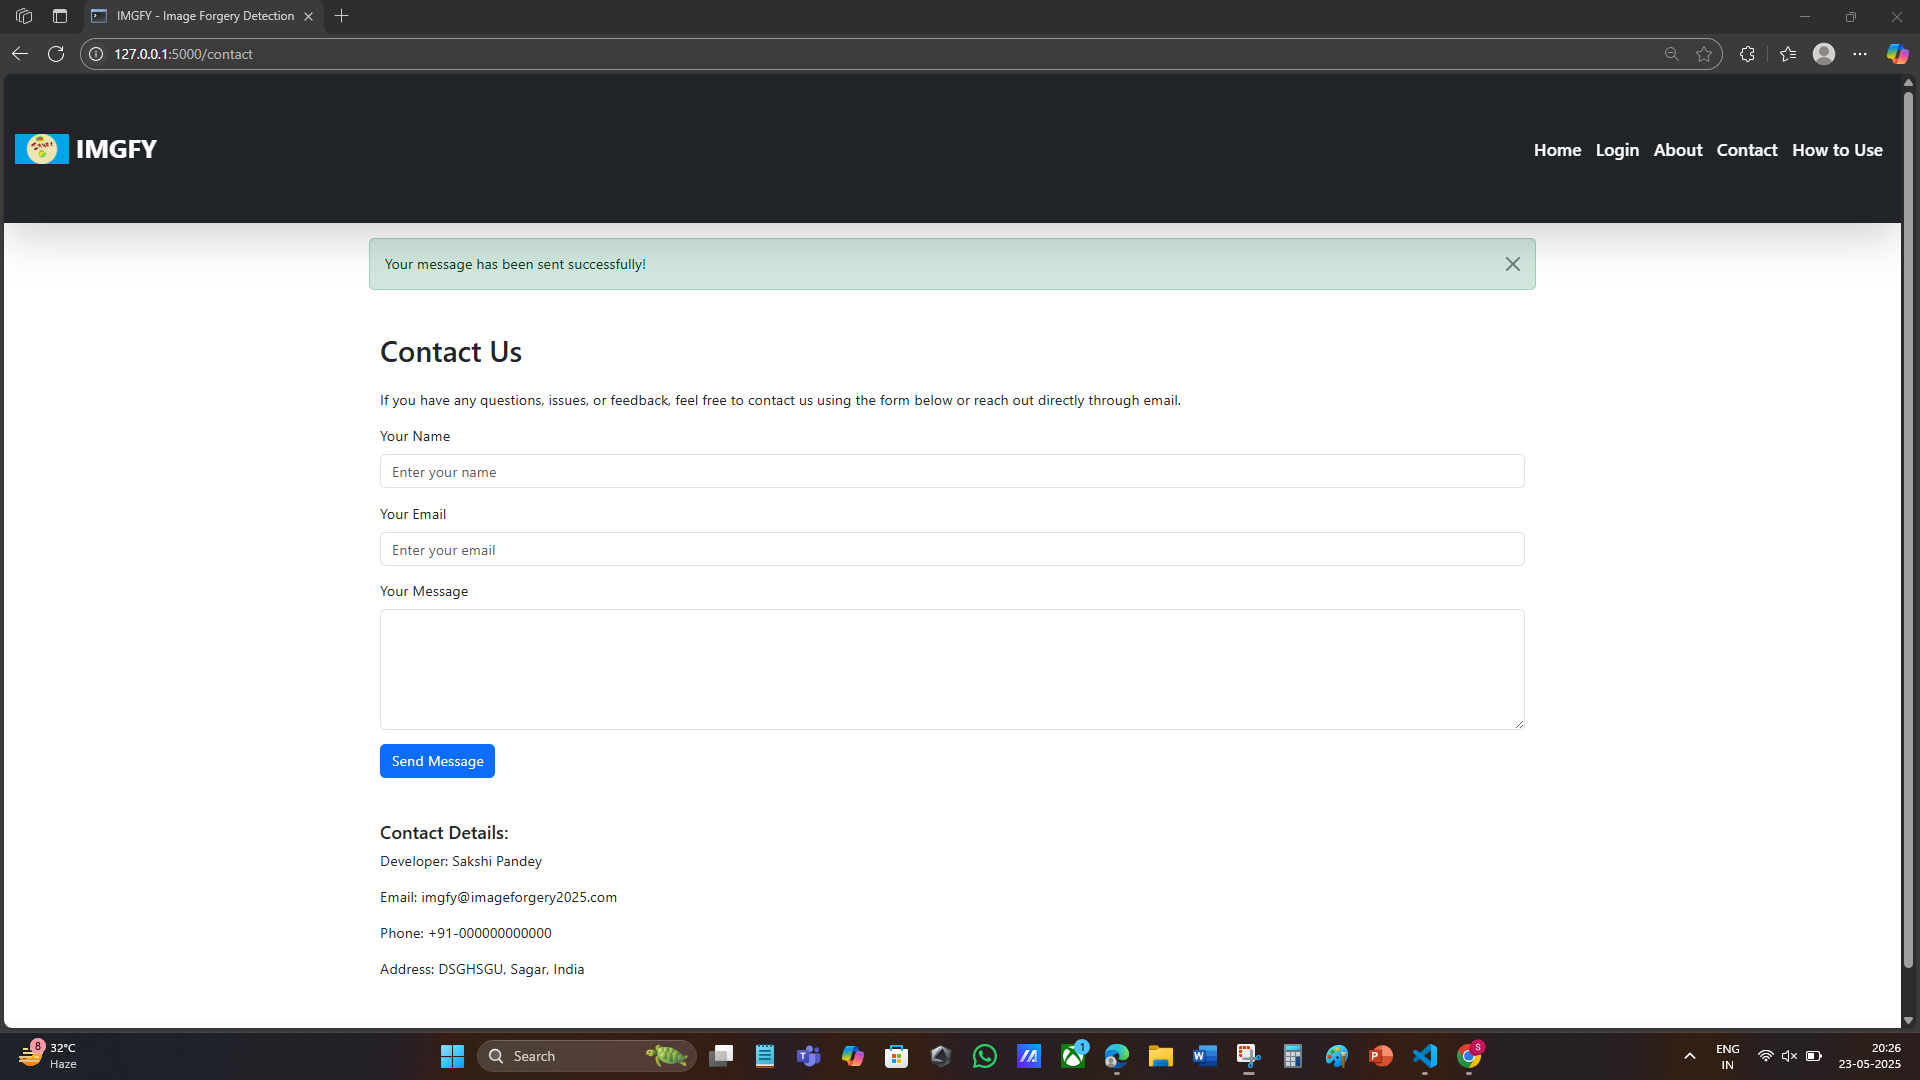 IMGFY - Image Forgery Detection
127.0.0.1:5000/contact
IMGFY
Home Login About Contact How to Use
Your message has been sent successfully!
Contact Us
If you have any questions, issues, or feedback, feel free to contact us using the form below or reach out directly through email.
Your Name
Enter your name
Your Email
Enter your email
Your Message
Send Message
Contact Details:
Developer: Sakshi Pandey
Email: imgfy@imageforgery2025.com
Phone: +91-000000000000
Address: DSGHSGU, Sagar, India
8
32°C
Haze
Search
1
S
ENG
IN
20:26
23-05-2025